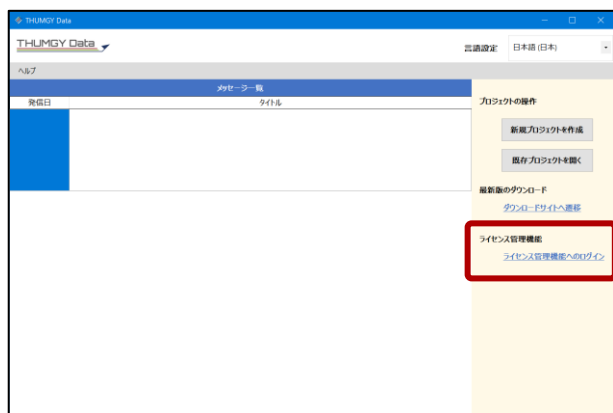 THUMGY Data
THUMGY Data
言語設定 日本語 (日本)
ヘルプ
メッセージ一覧
発信日 タイトル
プロジェクトの操作
新規プロジェクトを作成
既存プロジェクトを開く
最新版のダウンロード
ダウンロードサイトへ遷移
ライセンス管理機能
ライセンス管理機能へのログイン